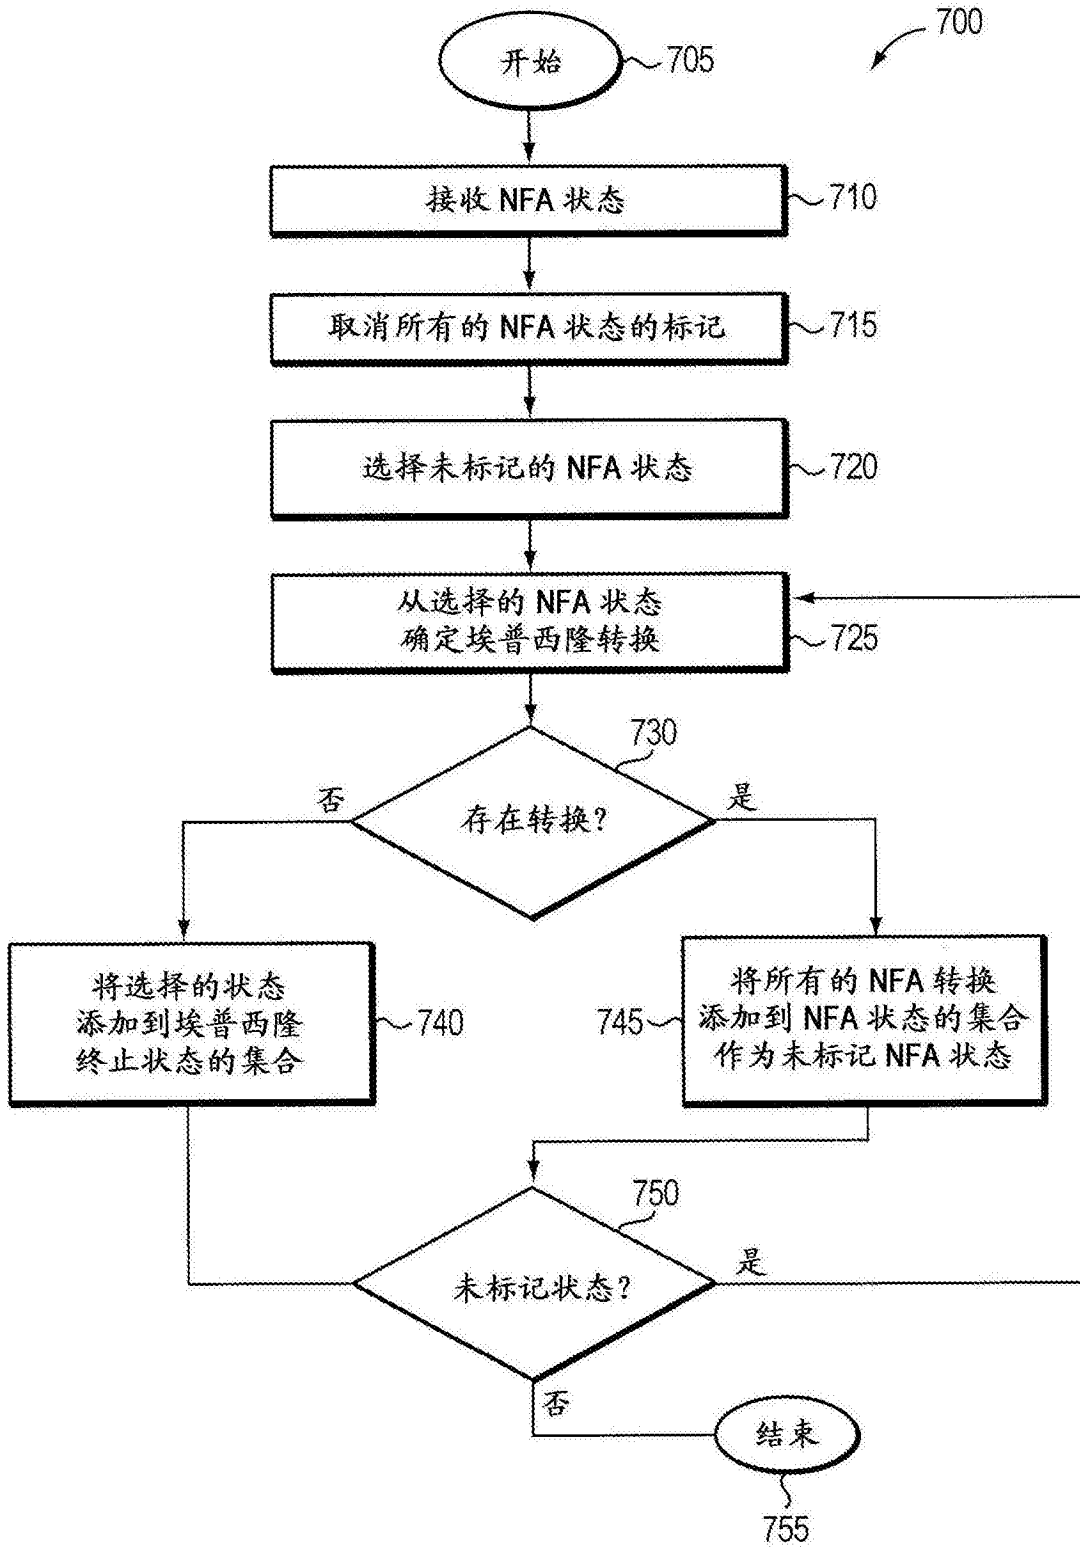 700
开始
705
接收 NFA 状态
710
取消所有的 NFA 状态的标记
715
选择未标记的 NFA 状态
720
从选择的 NFA 状态
确定埃普西隆转换
725
730
存在转换?
否
是
将选择的状态
添加到埃普西隆
终止状态的集合
740
745
将所有的 NFA 转换
添加到 NFA 状态的集合
作为未标记 NFA 状态
750
未标记状态?
是
否
结束
755